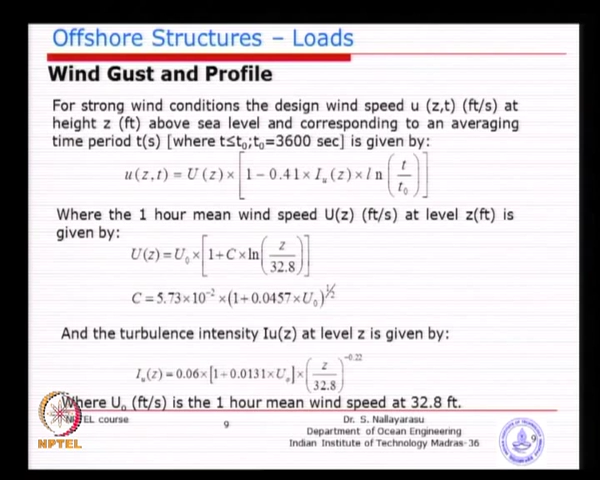 Offshore Structures – Loads
Wind Gust and Profile
For strong wind conditions the design wind speed u (z,t) (ft/s) at
height z (ft) above sea level and corresponding to an averaging
time period t(s) [where t≤t₀;t₀=3600 sec] is given by:
u(z,t) = U(z)×[1−0.41×Iᵤ(z)×ln(t/t₀)]
Where the 1 hour mean wind speed U(z) (ft/s) at level z(ft) is
given by:
U(z)=U₀×[1+C×ln(z/32.8)]
C=5.73×10⁻²×(1+0.0457×U₀)^½
And the turbulence intensity Iu(z) at level z is given by:
Iᵤ(z)=0.06×[1+0.0131×Uₒ]×(z/32.8)^−0.22
Where U₀ (ft/s) is the 1 hour mean wind speed at 32.8 ft.
NPTEL course
9
Dr. S. Nallayarasu
Department of Ocean Engineering
Indian Institute of Technology Madras-36
9
NPTEL